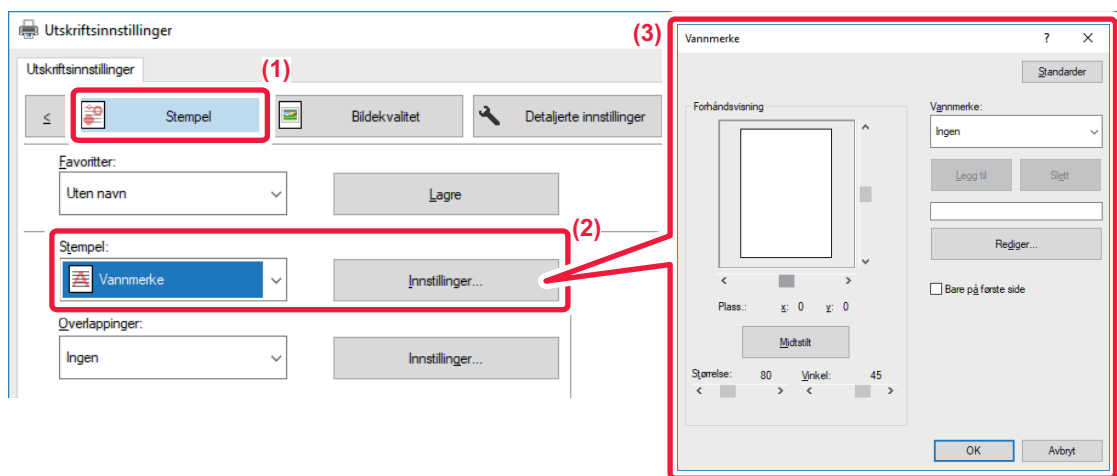 Utskriftsinnstillinger
Utskriftsinnstillinger
(1)
≤ Stempel Bildekvalitet Detaljerte innstillinger
Favoritter:
Uten navn Lagre
(2)
Stempel:
Vannmerke Innstillinger...
Overlappinger:
Ingen Innstillinger...
(3)
Vannmerke ? ×
Standarder
Forhåndsvisning
Plass.: x: 0 y: 0
Midtstilt
Størrelse: 80 Vinkel: 45
Vannmerke:
Ingen
Legg til Slett
Rediger...
Bare på første side
OK Avbryt